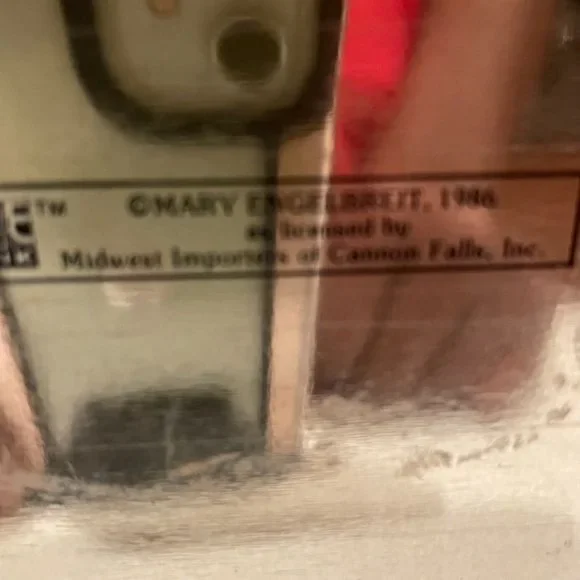 ™ ©MARY ENGELBREIT, 1986
as licensed by
Midwest Importers of Cannon Falls, Inc.